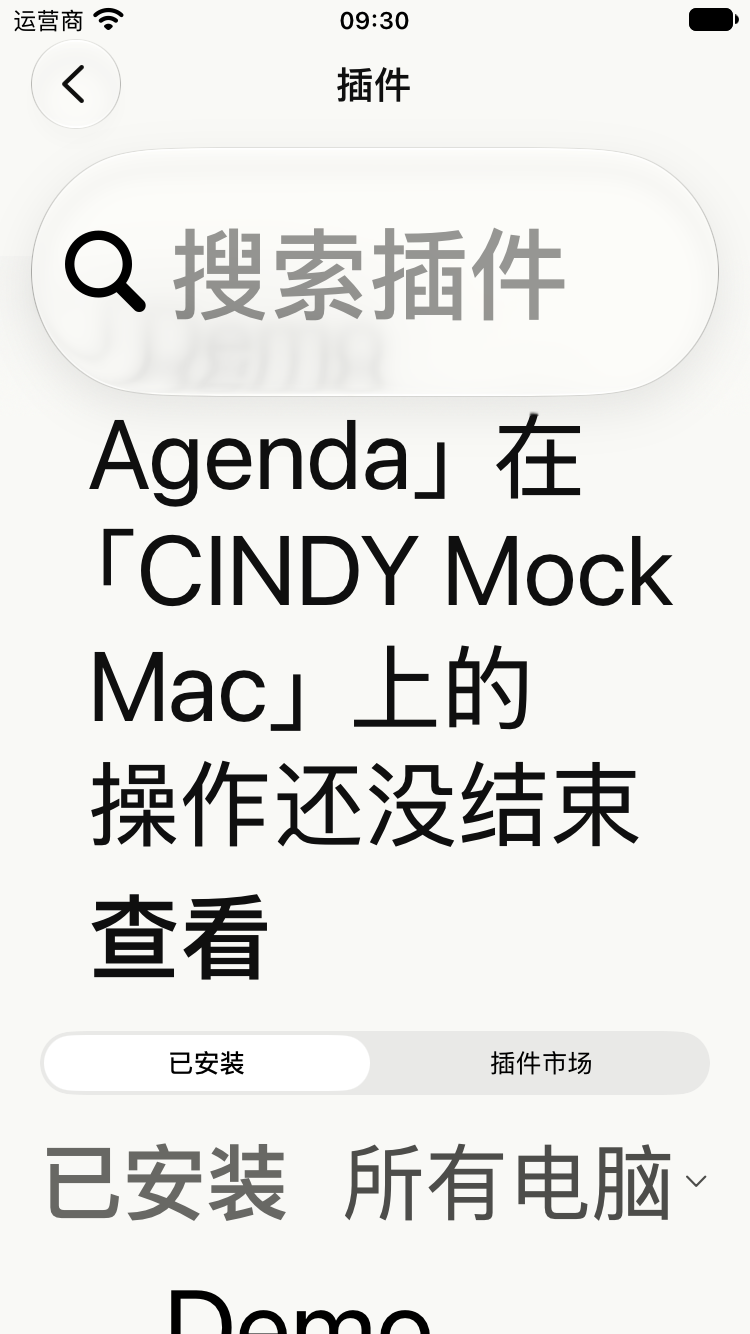 运营商
09:30
插件
搜索插件
Agenda」在
「CINDY Mock
Mac」上的
操作还没结束
查看
已安装
插件市场
已安装
所有电脑
Demo